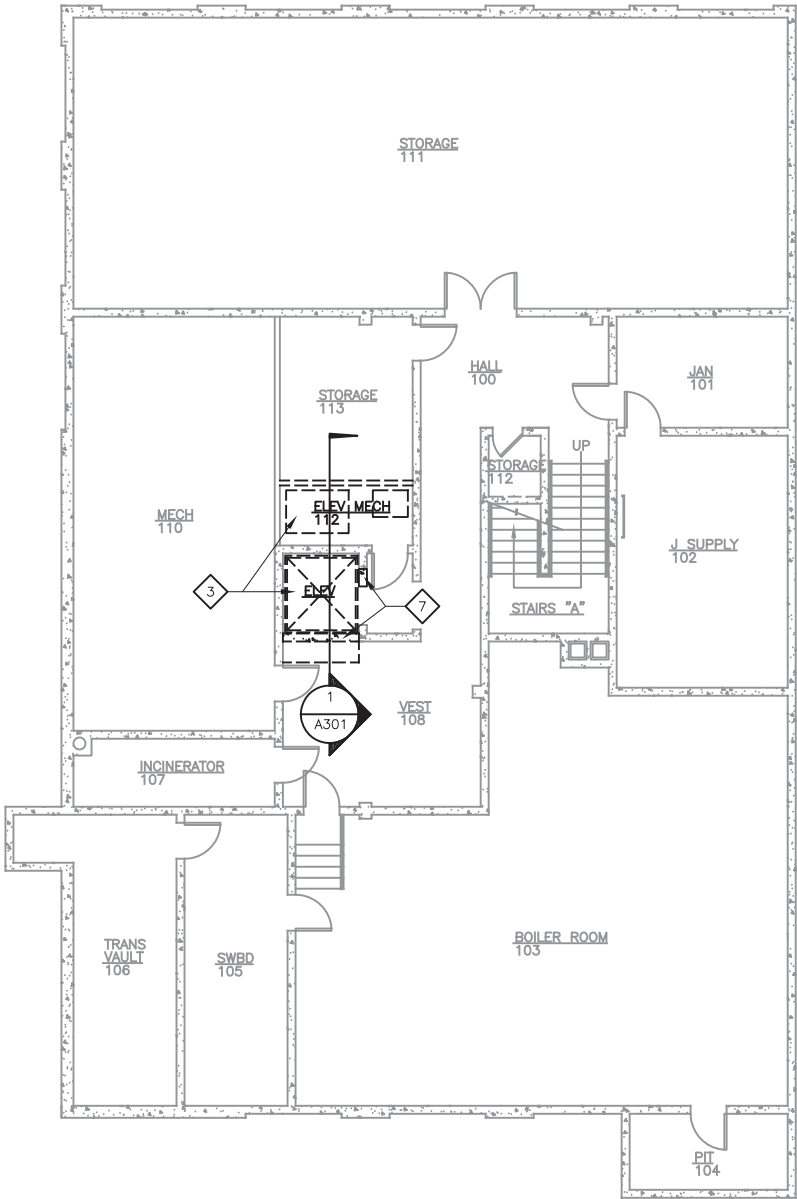 STORAGE
111
HALL
100
JAN
101
STORAGE
113
UP
STORAGE
112
ELEV MECH
112
MECH
110
J SUPPLY
102
3
ELEV
7
STAIRS "A"
1
A301
VEST
108
INCINERATOR
107
TRANS
VAULT
106
SWBD
105
BOILER ROOM
103
PIT
104